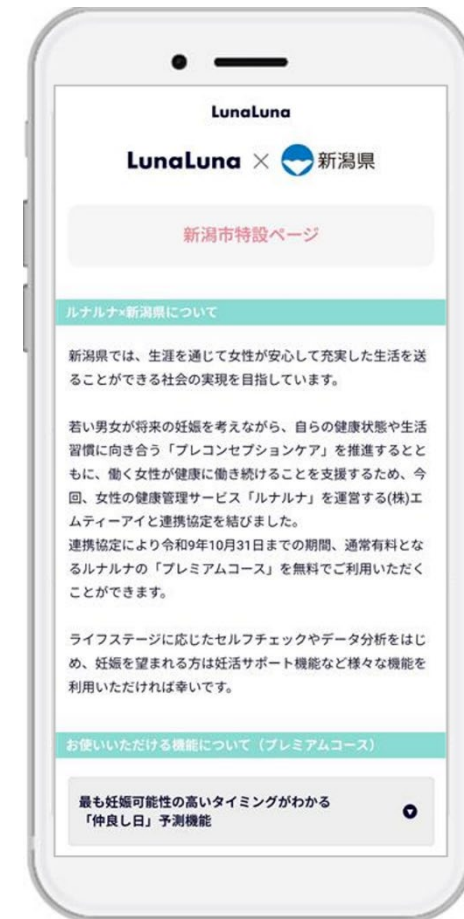 LunaLuna
LunaLuna × 新潟県
新潟市特設ページ
ルナルナ×新潟県について
新潟県では、生涯を通じて女性が安心して充実した生活を送
ることができる社会の実現を目指しています。
若い男女が将来の妊娠を考えながら、自らの健康状態や生活
習慣に向き合う「プレコンセプションケア」を推進するとと
もに、働く女性が健康に働き続けることを支援するため、今
回、女性の健康管理サービス「ルナルナ」を運営する(株)エ
ムティーアイと連携協定を結びました。
連携協定により令和9年10月31日までの期間、通常有料とな
るルナルナの「プレミアムコース」を無料でご利用いただく
ことができます。
ライフステージに応じたセルフチェックやデータ分析をはじ
め、妊娠を望まれる方は妊活サポート機能など様々な機能を
利用いただければ幸いです。
お使いいただける機能について（プレミアムコース）
最も妊娠可能性の高いタイミングがわかる
「仲良し日」予測機能